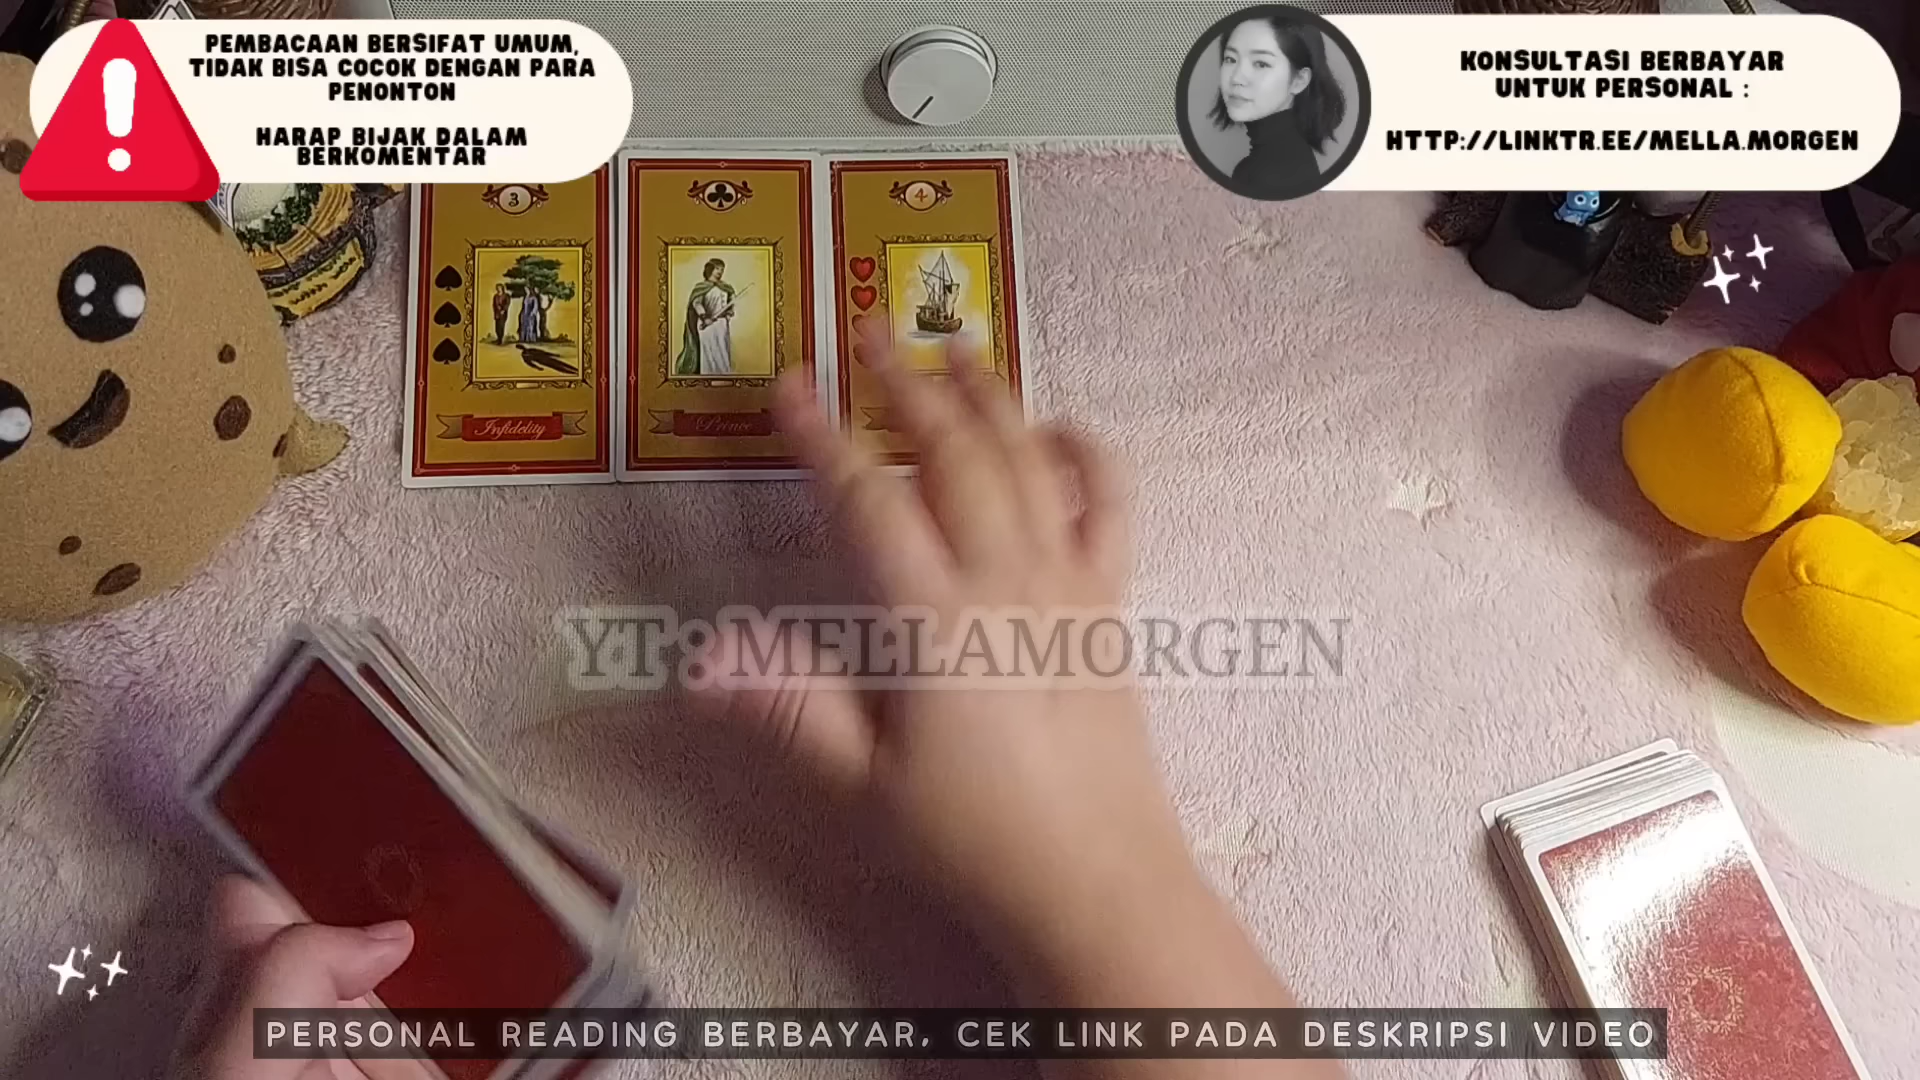 PEMBACAAN BERSIFAT UMUM,
TIDAK BISA COCOK DENGAN PARA
PENONTON
HARAP BIJAK DALAM
BERKOMENTAR
KONSULTASI BERBAYAR
UNTUK PERSONAL :
HTTP://LINKTR.EE/MELLA.MORGEN
3
4
Infidelity
Prince
YT:MELLAMORGEN
PERSONAL READING BERBAYAR, CEK LINK PADA DESKRIPSI VIDEO